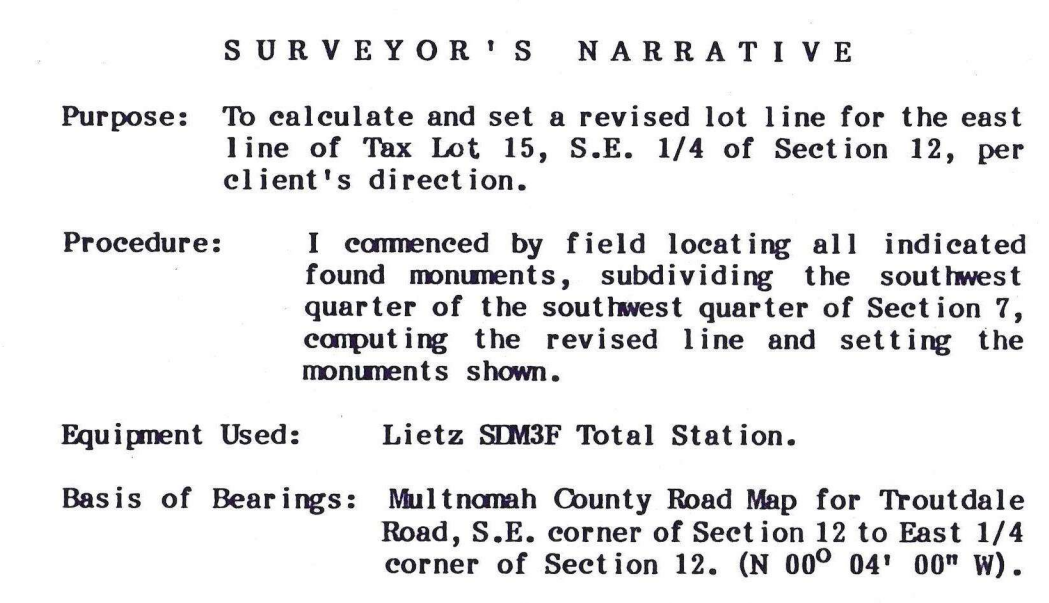 SURVEYOR'S NARRATIVE
Purpose: To calculate and set a revised lot line for the east
line of Tax Lot 15, S.E. 1/4 of Section 12, per
client's direction.
Procedure: I commenced by field locating all indicated
found monuments, subdividing the southwest
quarter of the southwest quarter of Section 7,
computing the revised line and setting the
monuments shown.
Equipment Used: Lietz SDM3F Total Station.
Basis of Bearings: Multnomah County Road Map for Troutdale
Road, S.E. corner of Section 12 to East 1/4
corner of Section 12. (N 00° 04' 00" W).